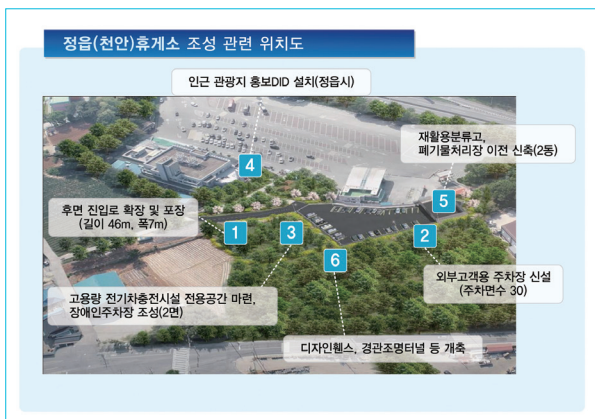 정읍(천안)휴게소 조성 관련 위치도
인근 관광지 홍보DID 설치(정읍시)
재활용분류고,
폐기물처리장 이전 신축(2동)
4
5
후면 진입로 확장 및 포장
(길이 46m, 폭7m)
1
3
2
6
외부고객용 주차장 신설
(주차면수 30)
고용량 전기차충전시설 전용공간 마련,
장애인주차장 조성(2면)
디자인휀스, 경관조명터널 등 개축